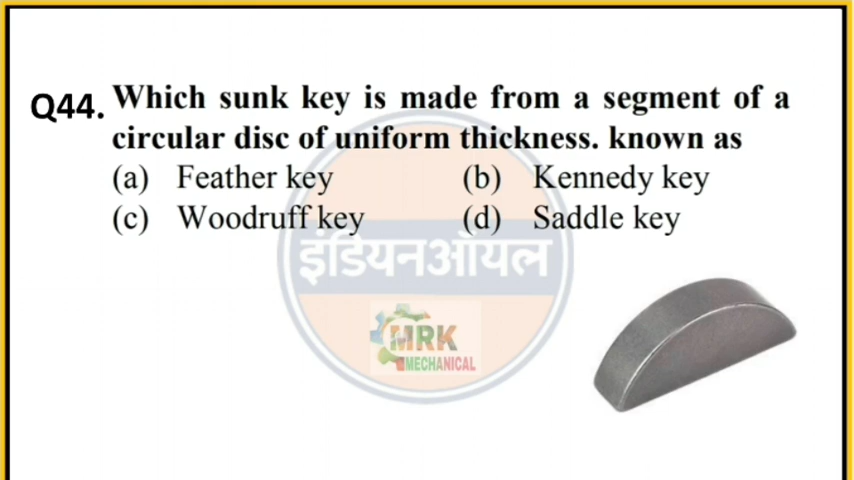 Q44. Which sunk key is made from a segment of a
circular disc of uniform thickness. known as
(a) Feather key (b) Kennedy key
(c) Woodruff key (d) Saddle key
इंडियनऑयल
MRK
MECHANICAL